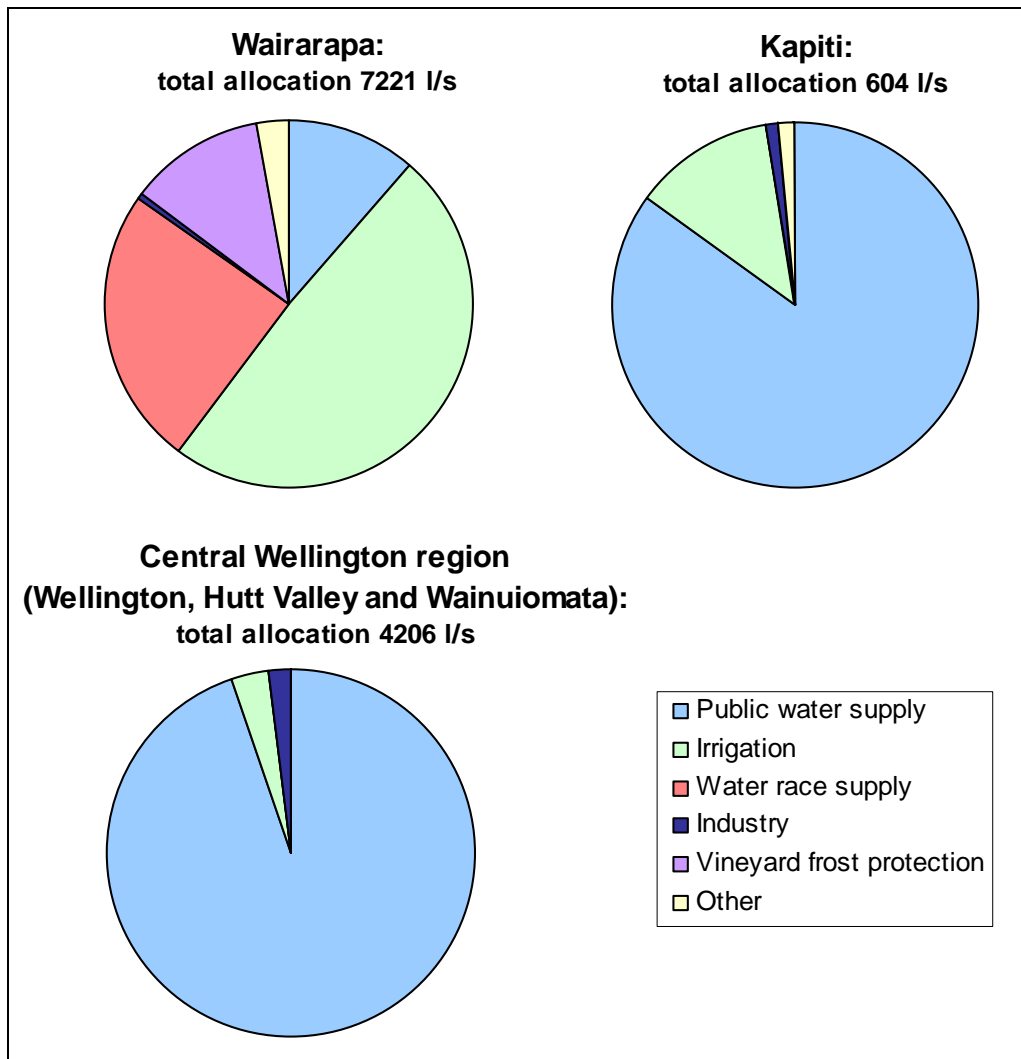 Wairarapa:
total allocation 7221 l/s
Kapiti:
total allocation 604 l/s
Central Wellington region
(Wellington, Hutt Valley and Wainuiomata):
total allocation 4206 l/s
Public water supply
Irrigation
Water race supply
Industry
Vineyard frost protection
Other